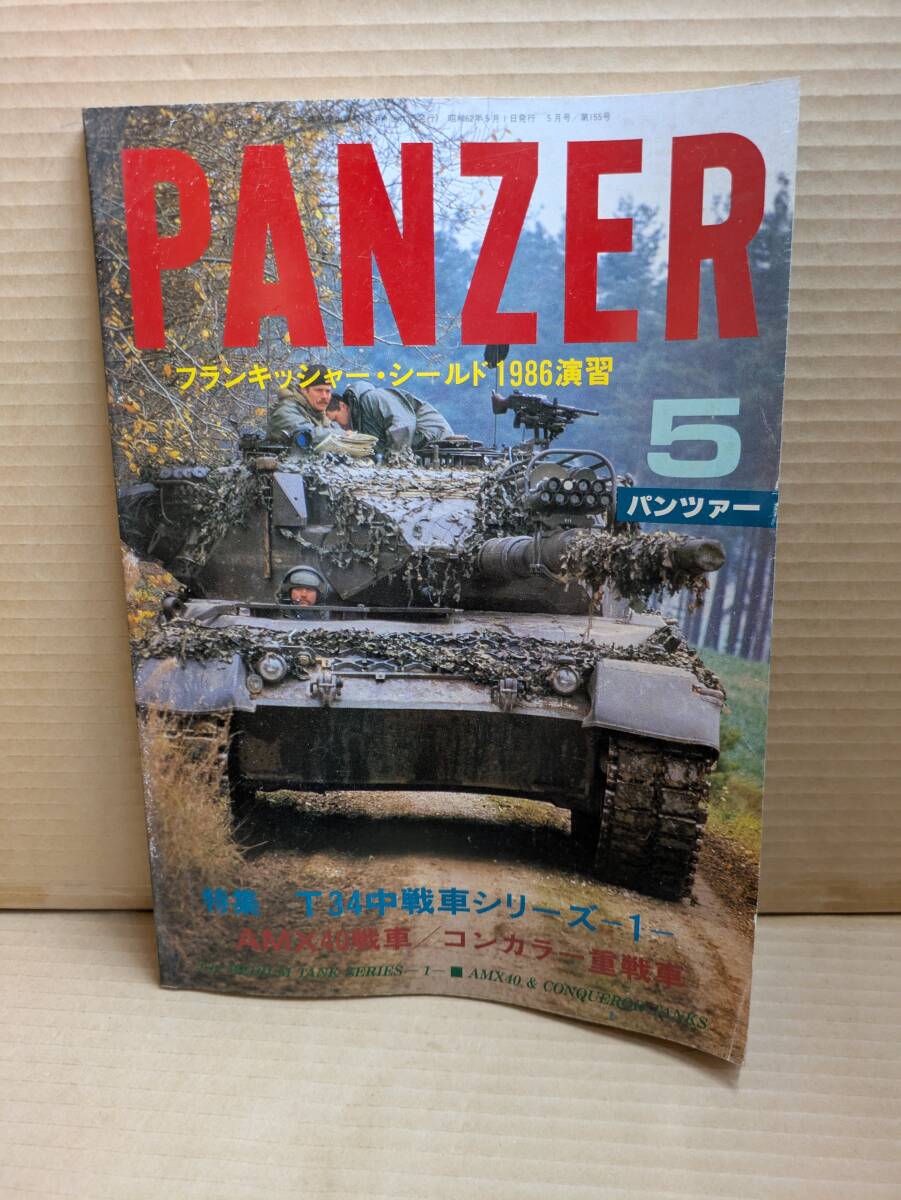 昭和62年5月1日発行 5月号/第155号
PANZER
フランキッシャー・シールド1986演習
5
パンツァー
特集 T34中戦車シリーズ-1-
AMX40戦車/コンカラー重戦車
MEDIUM TANK SERIES-1-■AMX40 & CONQUEROR TANKS